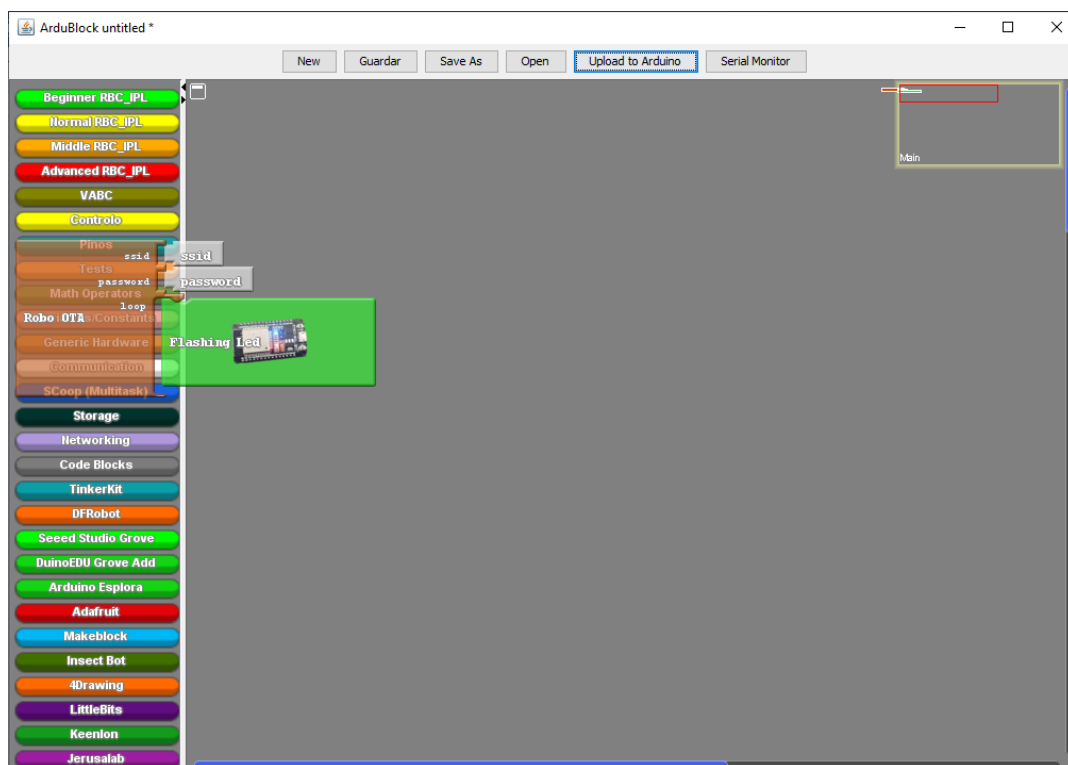 ArduBlock untitled *
New Guardar Save As Open Upload to Arduino Serial Monitor
Beginner RBC_IPL
Normal RBC_IPL
Middle RBC_IPL
Advanced RBC_IPL
VABC
Controlo
Pinos
ssid ssid
Tests
password password
Math Operators
loop
Robo OTA s/Constants
Generic Hardware Flashing Led
Communication
SCoop (Multitask)
Storage
Networking
Code Blocks
TinkerKit
DFRobot
Seeed Studio Grove
DuinoEDU Grove Add
Arduino Esplora
Adafruit
Makeblock
Insect Bot
4Drawing
LittleBits
Keenlon
Jerusalab
Main